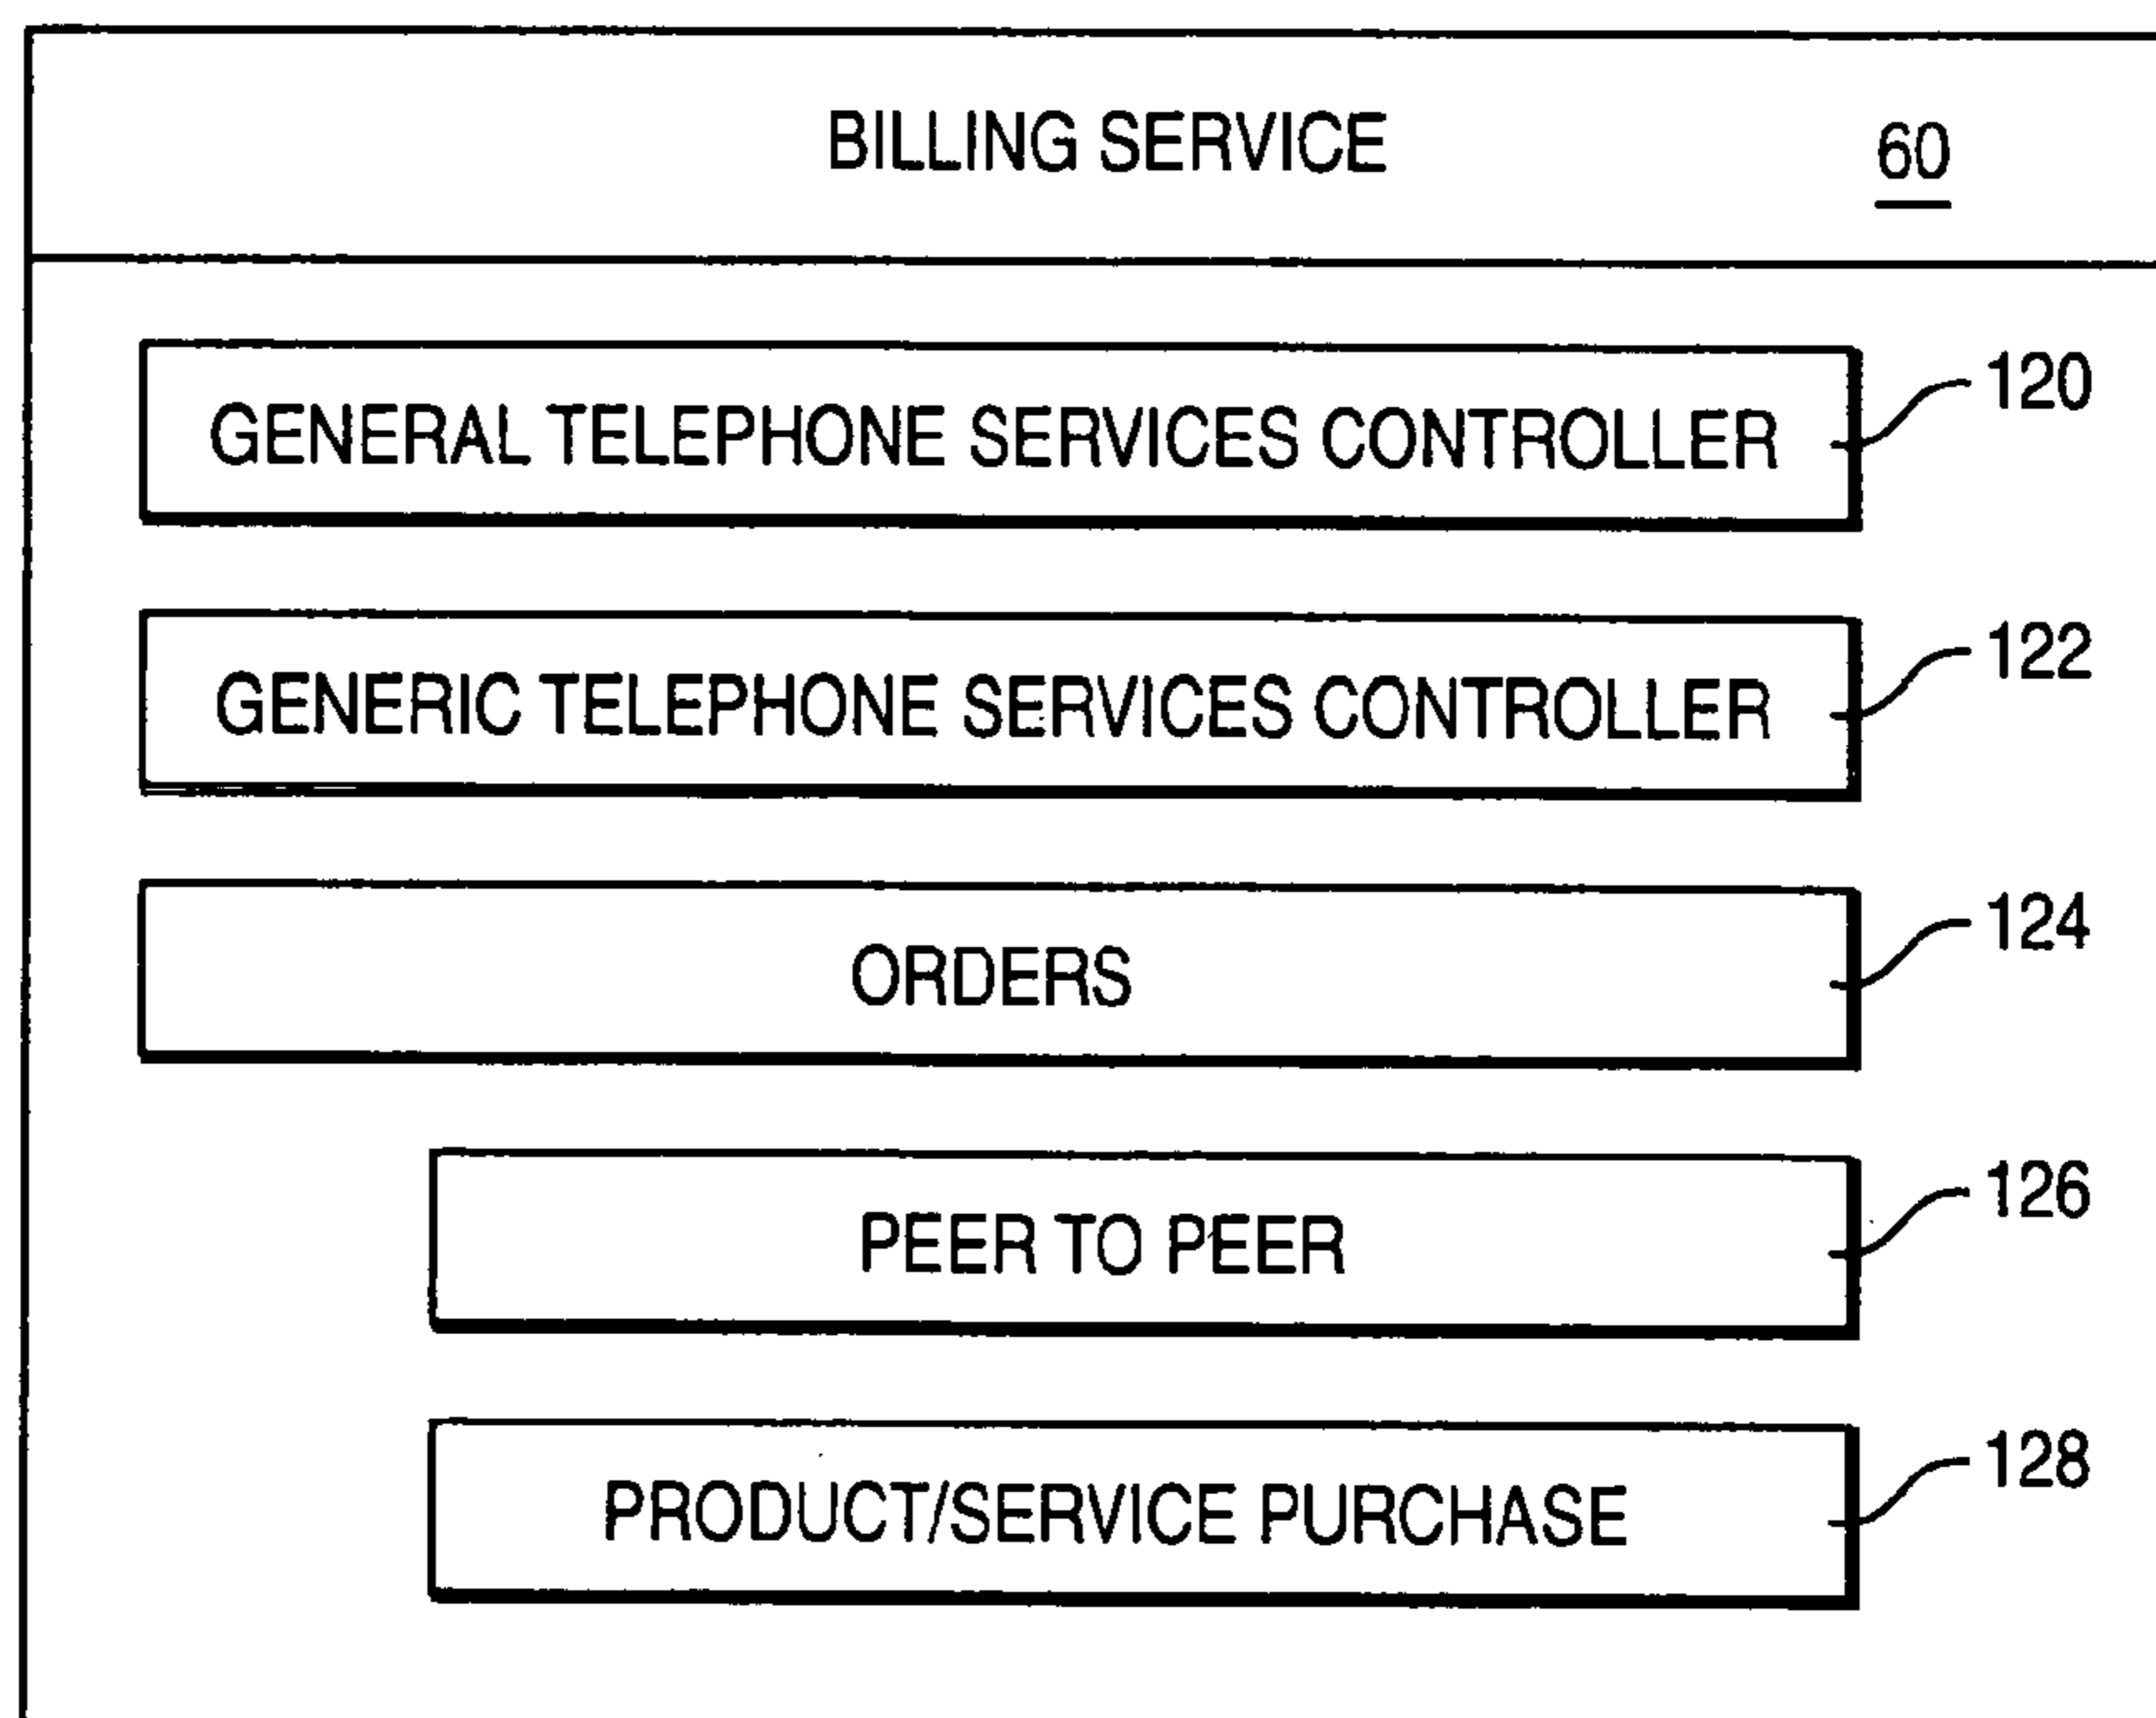 BILLING SERVICE 60
GENERAL TELEPHONE SERVICES CONTROLLER 120
GENERIC TELEPHONE SERVICES CONTROLLER 122
ORDERS 124
PEER TO PEER 126
PRODUCT/SERVICE PURCHASE 128